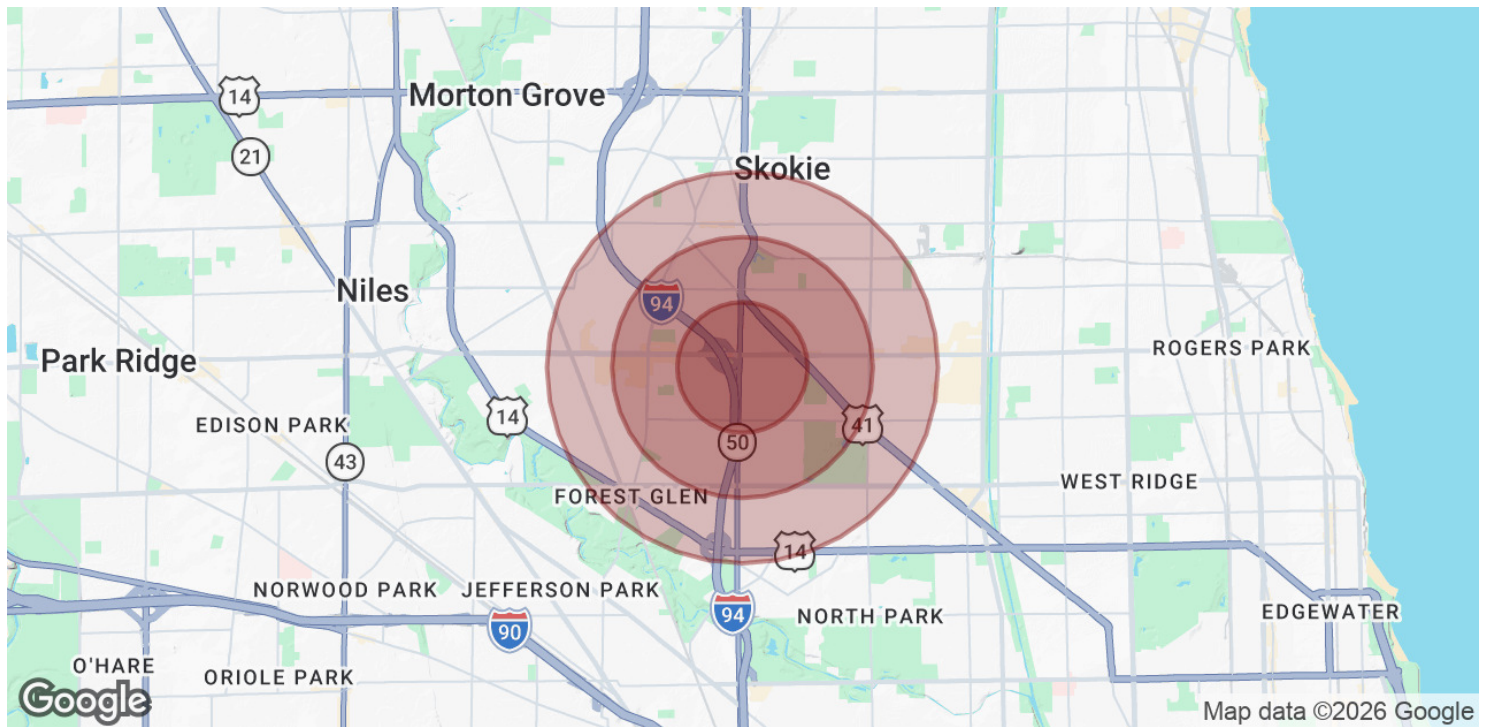 14
Morton Grove
21
Skokie
Niles
94
Park Ridge
ROGERS PARK
EDISON PARK
14
41
50
43
WEST RIDGE
FOREST GLEN
14
NORWOOD PARK
JEFFERSON PARK
94
NORTH PARK
EDGEWATER
90
O'HARE
ORIOLE PARK
Google
Map data ©2026 Google